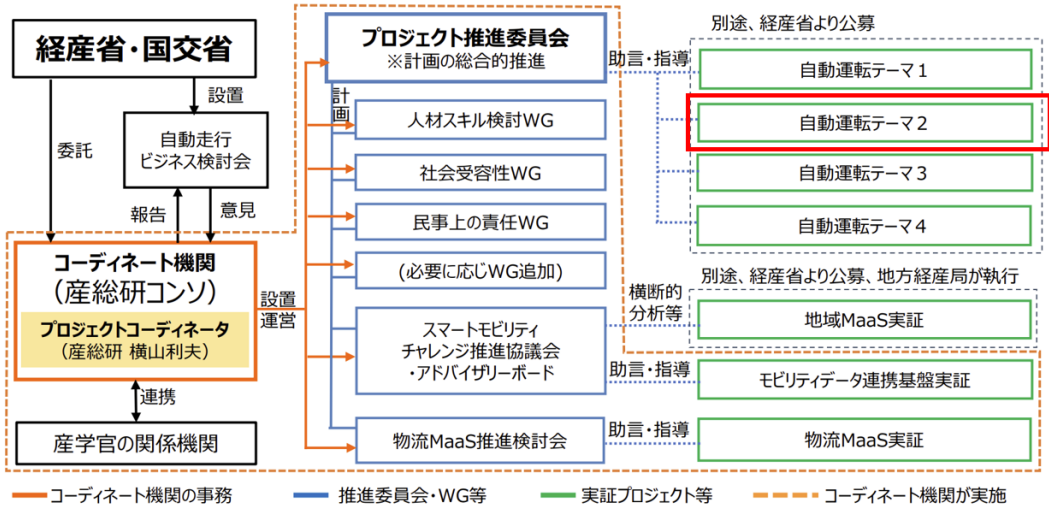 経産省・国交省
設置
委託
自動走行
ビジネス検討会
報告
意見
コーディネート機関
(産総研コンソ)
プロジェクトコーディネータ
(産総研 横山利夫)
連携
産学官の関係機関
設置
運営
プロジェクト推進委員会
※計画の総合的推進
計画
人材スキル検討WG
社会受容性WG
民事上の責任WG
(必要に応じWG追加)
スマートモビリティ
チャレンジ推進協議会
・アドバイザリーボード
物流MaaS推進検討会
別途、経産省より公募
助言・指導
自動運転テーマ1
自動運転テーマ2
自動運転テーマ3
自動運転テーマ4
別途、経産省より公募、地方経産局が執行
横断的
分析等
地域MaaS実証
助言・指導
モビリティデータ連携基盤実証
助言・指導
物流MaaS実証
コーディネート機関の事務
推進委員会・WG等
実証プロジェクト等
コーディネート機関が実施